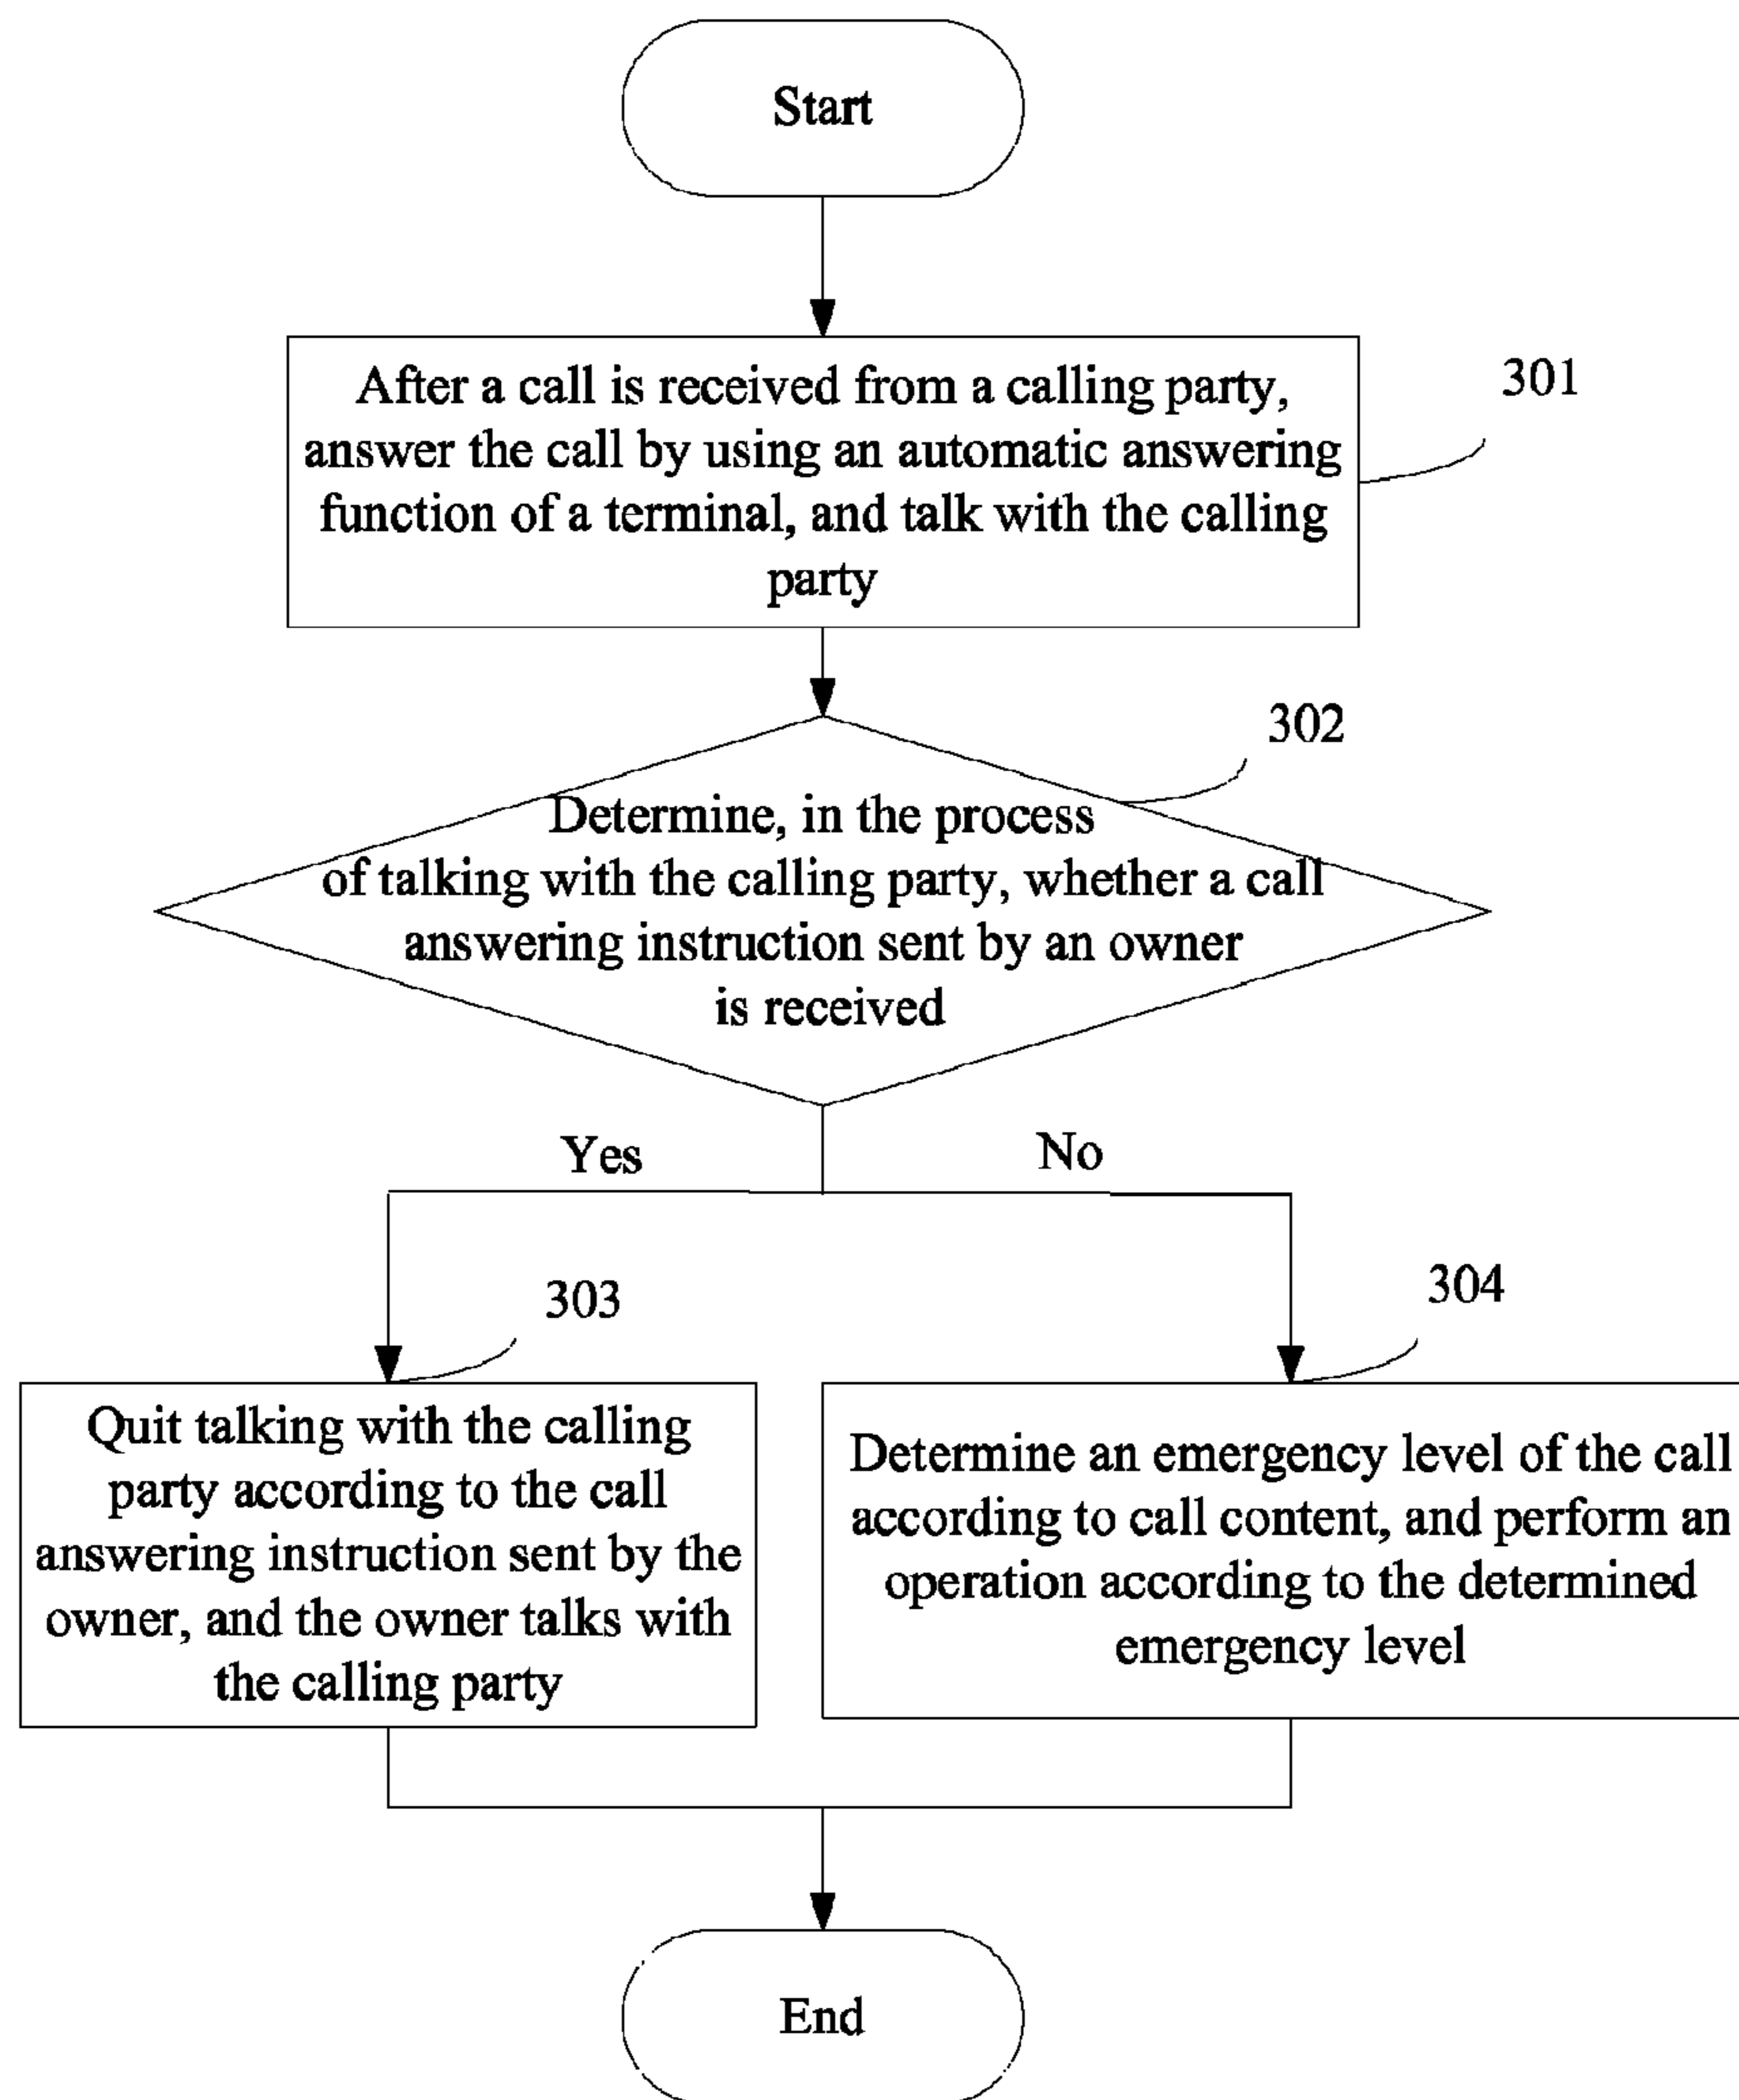 Start
After a call is received from a calling party,
answer the call by using an automatic answering
function of a terminal, and talk with the calling
party
301
302
Determine, in the process
of talking with the calling party, whether a call
answering instruction sent by an owner
is received
Yes
No
303
304
Quit talking with the calling
party according to the call
answering instruction sent by the
owner, and the owner talks with
the calling party
Determine an emergency level of the call
according to call content, and perform an
operation according to the determined
emergency level
End